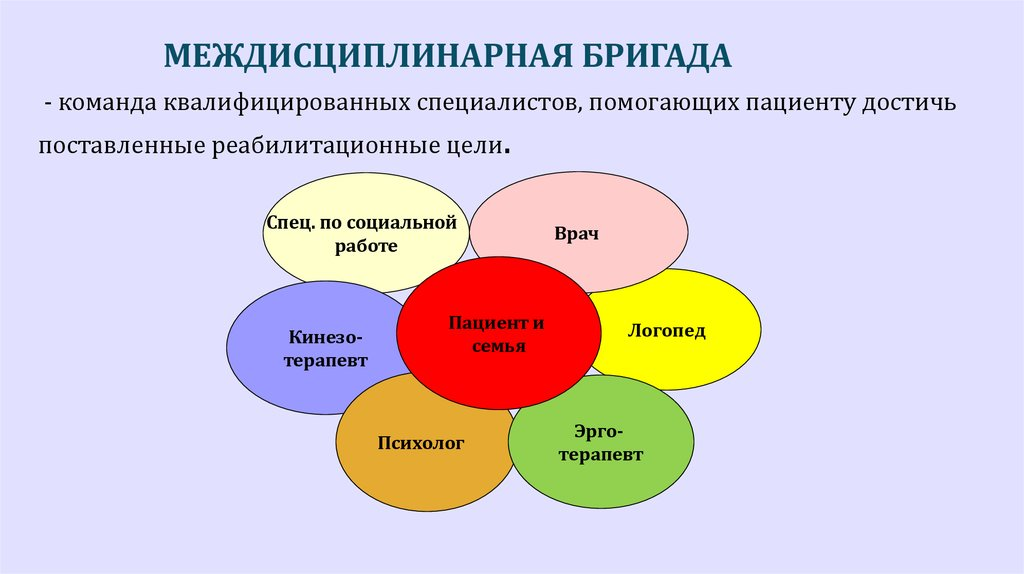 МЕЖДИСЦИПЛИНАРНАЯ БРИГАДА
- команда квалифицированных специалистов, помогающих пациенту достичь
поставленные реабилитационные цели.
Спец. по социальной
работе
Врач
Пациент и
семья
Логопед
Кинезо-
терапевт
Психолог
Эрго-
терапевт